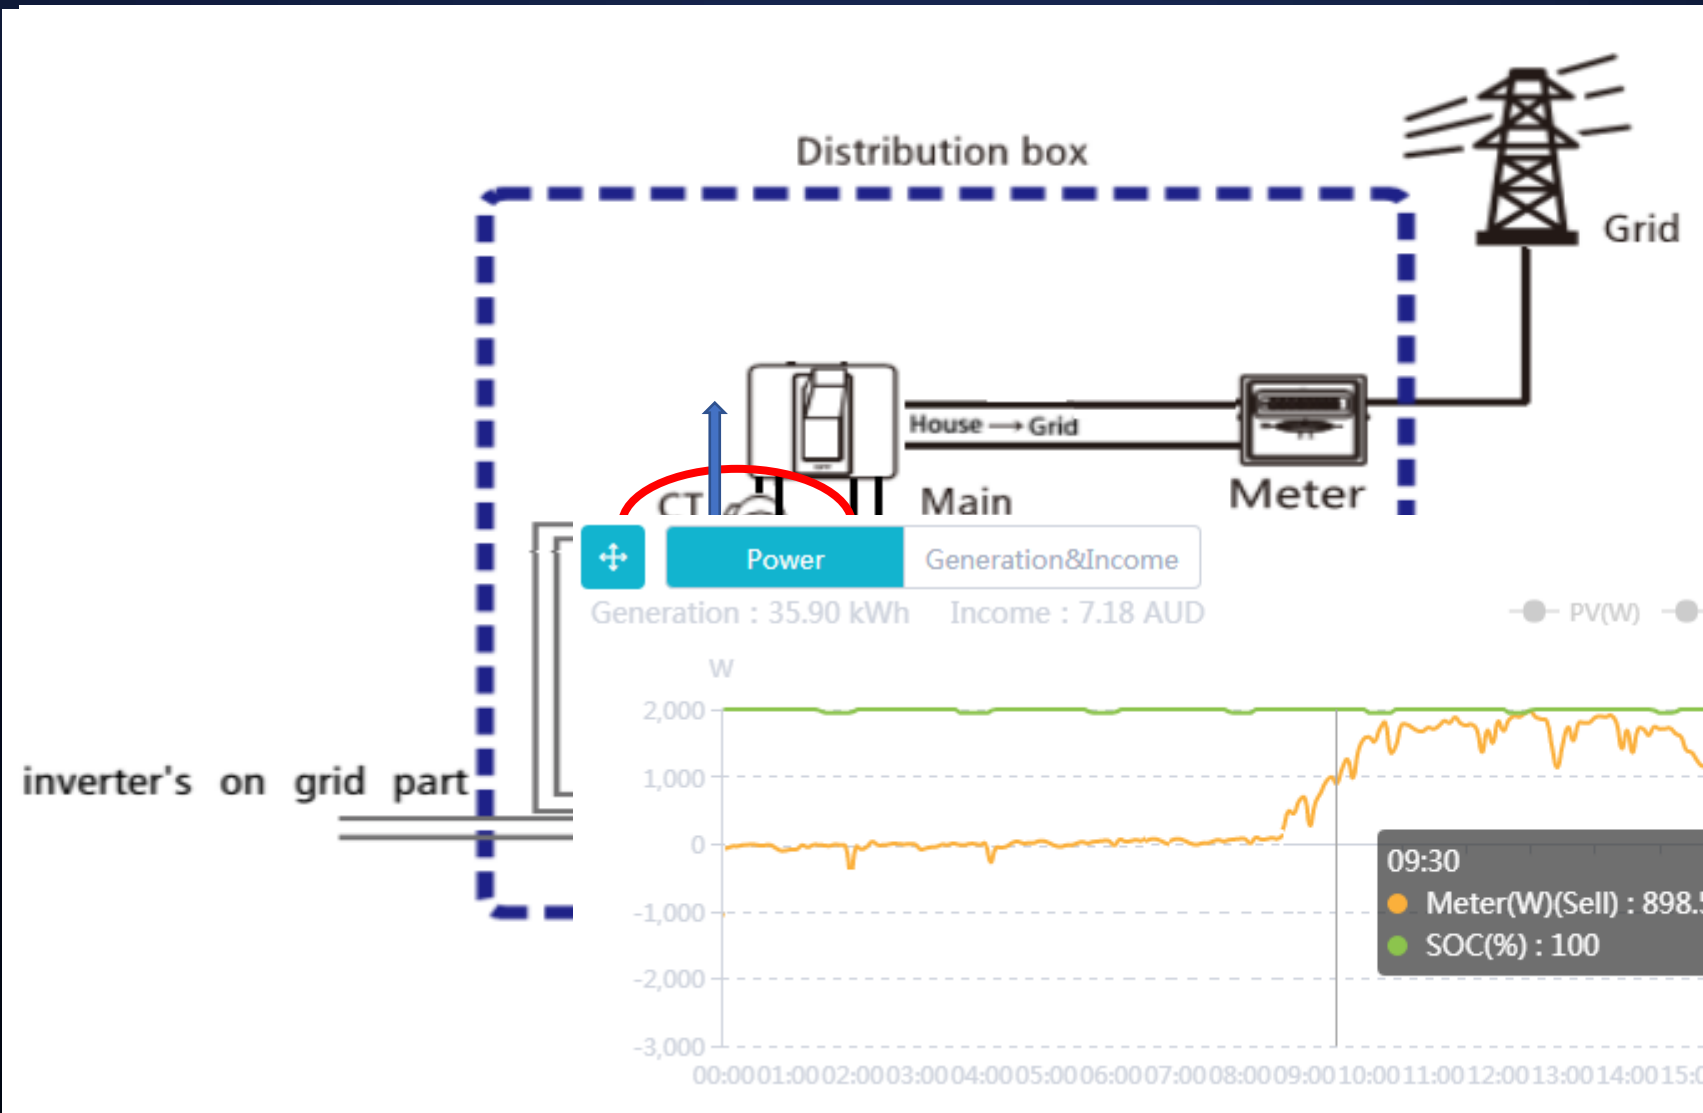 Distribution box
Grid
House → Grid
CT
Main
Meter
inverter's on grid part
Power
Generation&Income
Generation : 35.90 kWh Income : 7.18 AUD
PV(W)
W
2,000
1,000
0
-1,000
-2,000
-3,000
09:30
Meter(W)(Sell) : 898.5
SOC(%) : 100
00:00 01:00 02:00 03:00 04:00 05:00 06:00 07:00 08:00 09:00 10:00 11:00 12:00 13:00 14:00 15:0